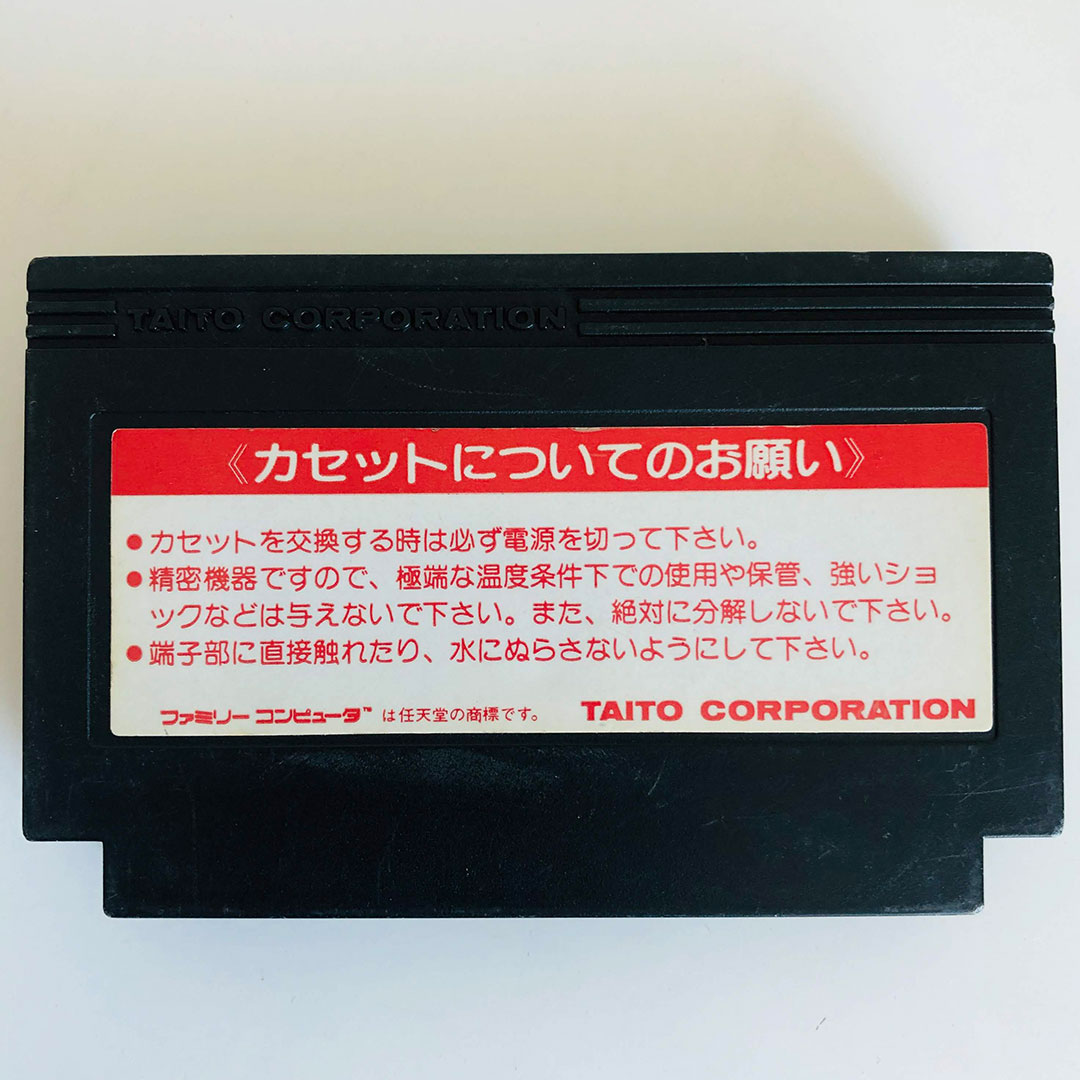 TAITO CORPORATION
《カセットについてのお願い》
●カセットを交換する時は必ず電源を切って下さい。
●精密機器ですので、極端な温度条件下での使用や保管、強いショ
ックなどは与えないで下さい。また、絶対に分解しないで下さい。
●端子部に直接触れたり、水にぬらさないようにして下さい。
ファミリーコンピュータ™は任天堂の商標です。 TAITO CORPORATION